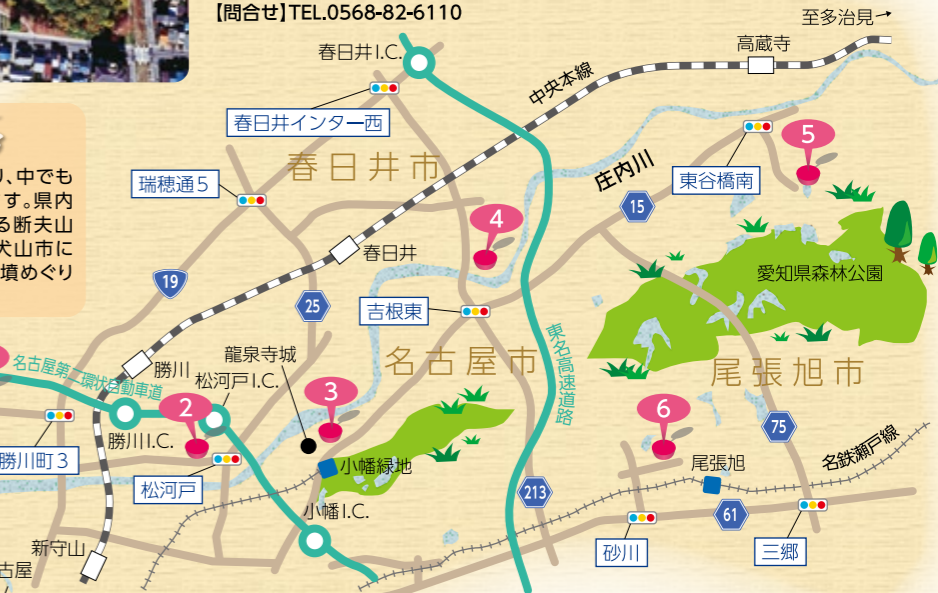 【問合せ】TEL.0568-82-6110
至多治見→
高蔵寺
春日井I.C.
中央本線
春日井インター西
春日井市
庄内川
東谷橋南
5
瑞穂通5
15
4
り、中でも
す。県内
る断夫山
犬山市に
墳めぐり
春日井
愛知県森林公園
19
25
吉根東
東名高速道路
名古屋市
尾張旭市
名古屋第二環状自動車道
勝川
龍泉寺城
松河戸I.C.
2
3
6
75
勝川I.C.
勝川町3
松河戸
小幡緑地
尾張旭
名鉄瀬戸線
213
61
小幡I.C.
砂川
三郷
新守山
古屋